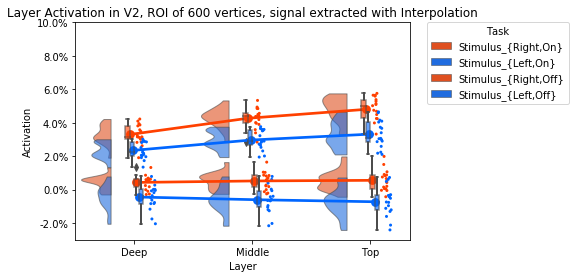 Layer Activation in V2, ROI of 600 vertices, signal extracted with Interpolation
10.0%
8.0%
6.0%
4.0%
2.0%
0.0%
-2.0%
Activation
Deep
Middle
Top
Layer
Task
Stimulus_{Right,On}
Stimulus_{Left,On}
Stimulus_{Right,Off}
Stimulus_{Left,Off}